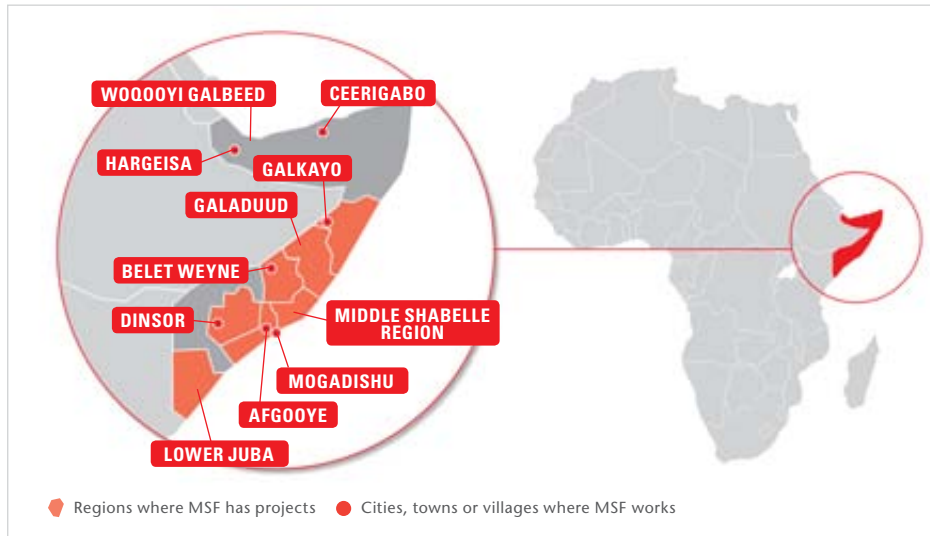 WOQOOYI GALBEED
CEERIGABO
HARGEISA
GALKAYO
GALADUUD
BELET WEYNE
DINSOR
MIDDLE SHABELLE
REGION
MOGADISHU
AFGOOYE
LOWER JUBA
Regions where MSF has projects
Cities, towns or villages where MSF works